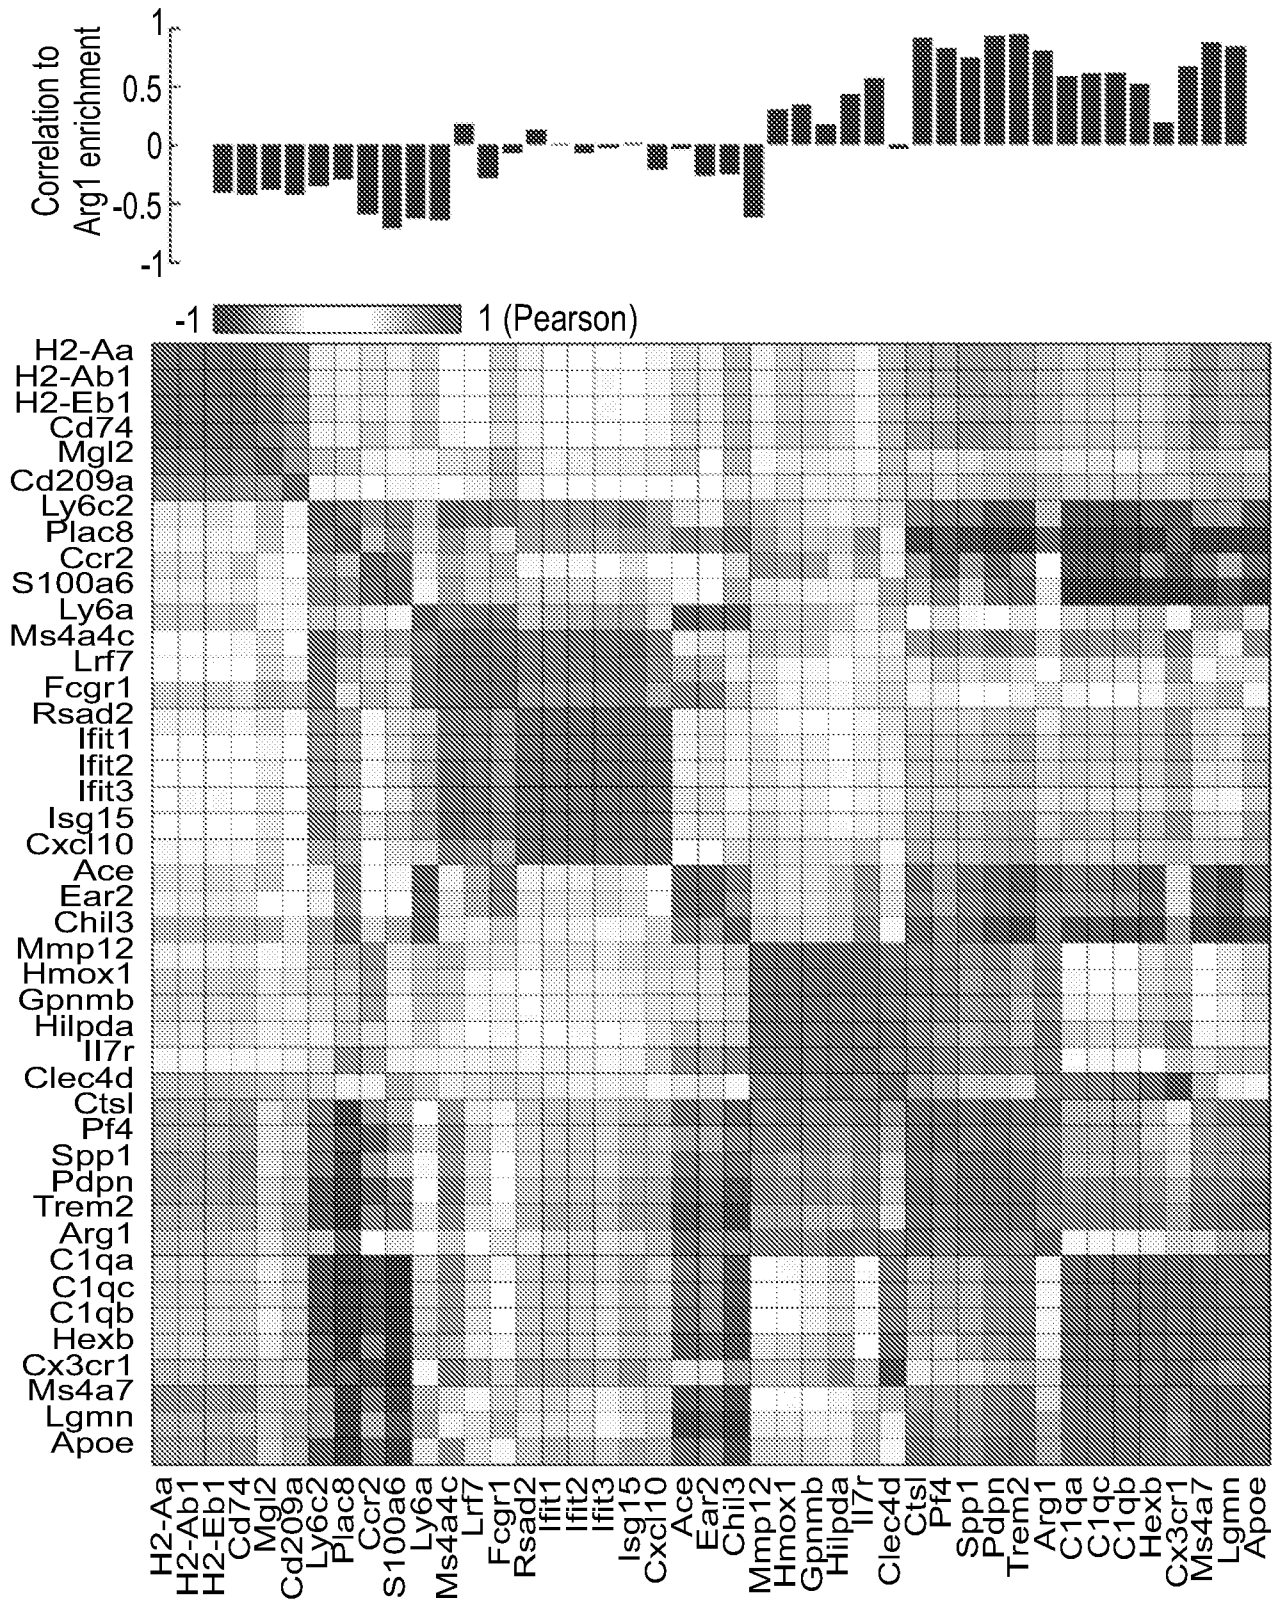 Correlation to
Arg1 enrichment
1
0.5
0
-0.5
-1
-1 1 (Pearson)
H2-Aa
H2-Ab1
H2-Eb1
Cd74
Mgl2
Cd209a
Ly6c2
Plac8
Ccr2
S100a6
Ly6a
Ms4a4c
Lrf7
Fcgr1
Rsad2
Ifit1
Ifit2
Ifit3
Isg15
Cxcl10
Ace
Ear2
Chil3
Mmp12
Hmox1
Gpnmb
Hilpda
Il7r
Clec4d
Ctsl
Pf4
Spp1
Pdpn
Trem2
Arg1
C1qa
C1qc
C1qb
Hexb
Cx3cr1
Ms4a7
Lgmn
Apoe
H2-Aa
H2-Ab1
H2-Eb1
Cd74
Mgl2
Cd209a
Ly6c2
Plac8
Ccr2
S100a6
Ly6a
Ms4a4c
Lrf7
Fcgr1
Rsad2
Ifit1
Ifit2
Ifit3
Isg15
Cxcl10
Ace
Ear2
Chil3
Mmp12
Hmox1
Gpnmb
Hilpda
Il7r
Clec4d
Ctsl
Pf4
Spp1
Pdpn
Trem2
Arg1
C1qa
C1qc
C1qb
Hexb
Cx3cr1
Ms4a7
Lgmn
Apoe